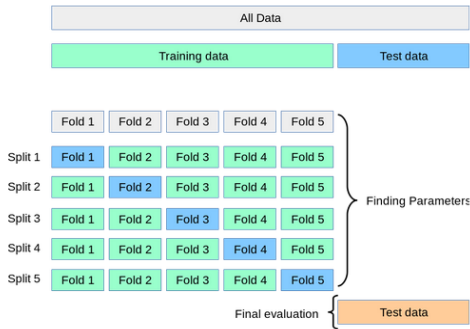 All Data
Training data Test data
Fold 1 Fold 2 Fold 3 Fold 4 Fold 5
Split 1 Fold 1 Fold 2 Fold 3 Fold 4 Fold 5
Split 2 Fold 1 Fold 2 Fold 3 Fold 4 Fold 5
Finding Parameters
Split 3 Fold 1 Fold 2 Fold 3 Fold 4 Fold 5
Split 4 Fold 1 Fold 2 Fold 3 Fold 4 Fold 5
Split 5 Fold 1 Fold 2 Fold 3 Fold 4 Fold 5
Final evaluation Test data